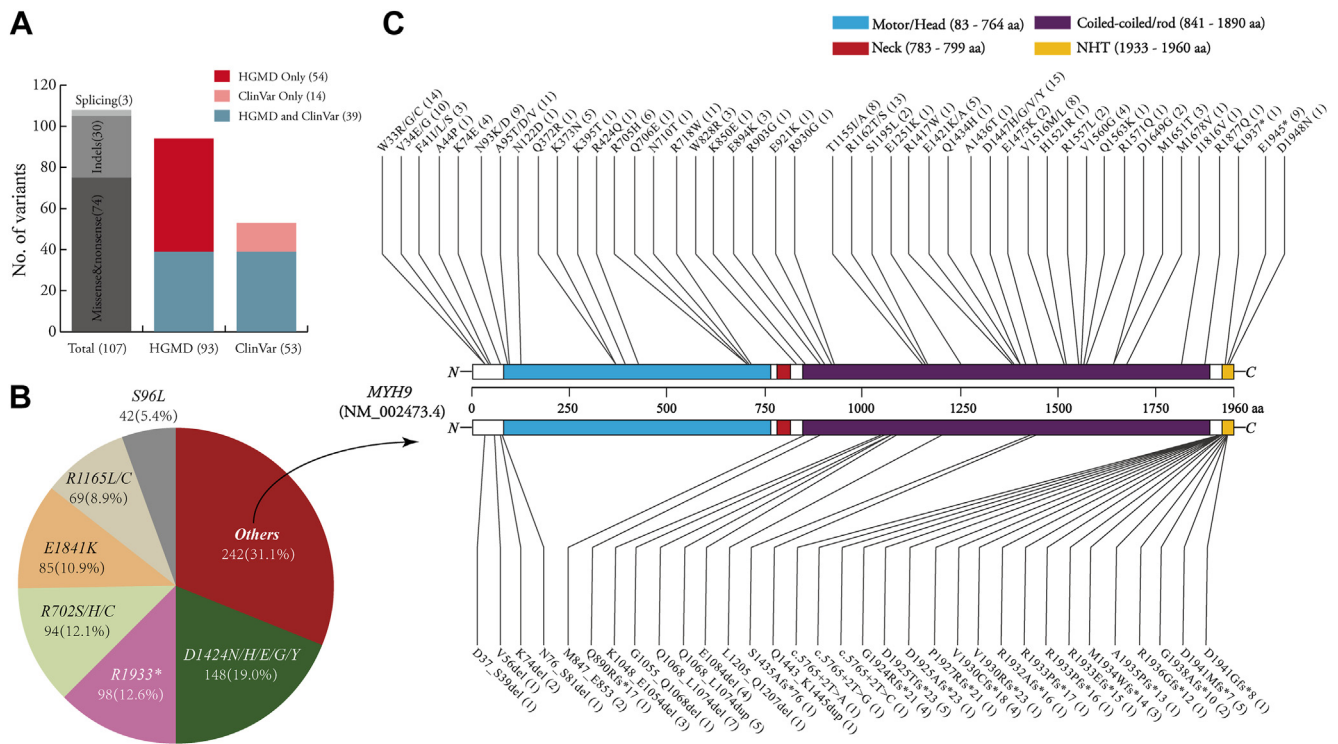 A
No. of variants
120
100
80
60
40
20
0
Splicing(3)
Indels(30)
Missense&nonsense(74)
HGMD Only (54)
ClinVar Only (14)
HGMD and ClinVar (39)
Total (107)
HGMD (93)
ClinVar (53)
B
S96L
42(5.4%)
R1165L/C
69(8.9%)
E1841K
85(10.9%)
R702S/H/C
94(12.1%)
R1933*
98(12.6%)
D1424N/H/E/G/Y
148(19.0%)
Others
242(31.1%)
C
Motor/Head (83 - 764 aa)
Neck (783 - 799 aa)
Coiled-coiled/rod (841 - 1890 aa)
NHT (1933 - 1960 aa)
W33R/G/C (14)
V34E/G (10)
F41I/L/S (3)
A44P (1)
K74E (4)
N93K/D (9)
A95T/D/V (11)
N122D (1)
Q372R (1)
K373N (5)
K395T (1)
R424Q (1)
R705H (6)
Q706E (1)
N710T (1)
R718W (11)
W828R (3)
K850E (1)
E894K (3)
R903G (1)
E921K (1)
R930G (1)
T1155I/A (8)
R1162T/S (13)
S1195L (2)
E1251K (1)
R1417W (1)
E1421K/A (5)
Q1434H (1)
A1436T (1)
D1447H/G/V/Y (15)
E1475K (2)
V1516M/L (8)
H1521R (1)
R1557L (2)
V1560G (4)
Q1563K (1)
R1571Q (1)
D1649G (2)
M1651T (3)
M1678V (1)
I1816V (1)
R1877Q (1)
K1937* (1)
E1945* (9)
D1948N (1)
N
C
MYH9
(NM_002473.4)
0
250
500
750
1000
1250
1500
1750
1960 aa
N
C
D37_S39del (1)
V56del (1)
K74del (2)
N76_S81del (1)
M847_E853 (2)
Q890Rfs*17 (1)
K1048_E1054del (3)
G1055_Q1068del (1)
Q1068_L1074del (7)
Q1068_L1074dup (5)
E1084del (4)
L1205_Q1207del (1)
S1435Afs*76 (1)
Q1443_K1445dup (1)
c.5765+2T>A (1)
c.5765+2T>G (1)
c.5765+2T>C (1)
G1924Rfs*21 (4)
D1925Tfs*23 (5)
D1925Afs*23 (1)
P1927Rfs*21 (1)
V1930Cfs*18 (4)
V1930Rfs*23 (1)
R1932Afs*16 (1)
R1933Pfs*17 (1)
R1933Pfs*16 (1)
R1933Efs*15 (1)
M1934Wfs*14 (3)
A1935Pfs*13 (1)
R1936Gfs*12 (1)
G1938Afs*10 (2)
D1941Mfs*7 (5)
D1941Gfs*8 (1)